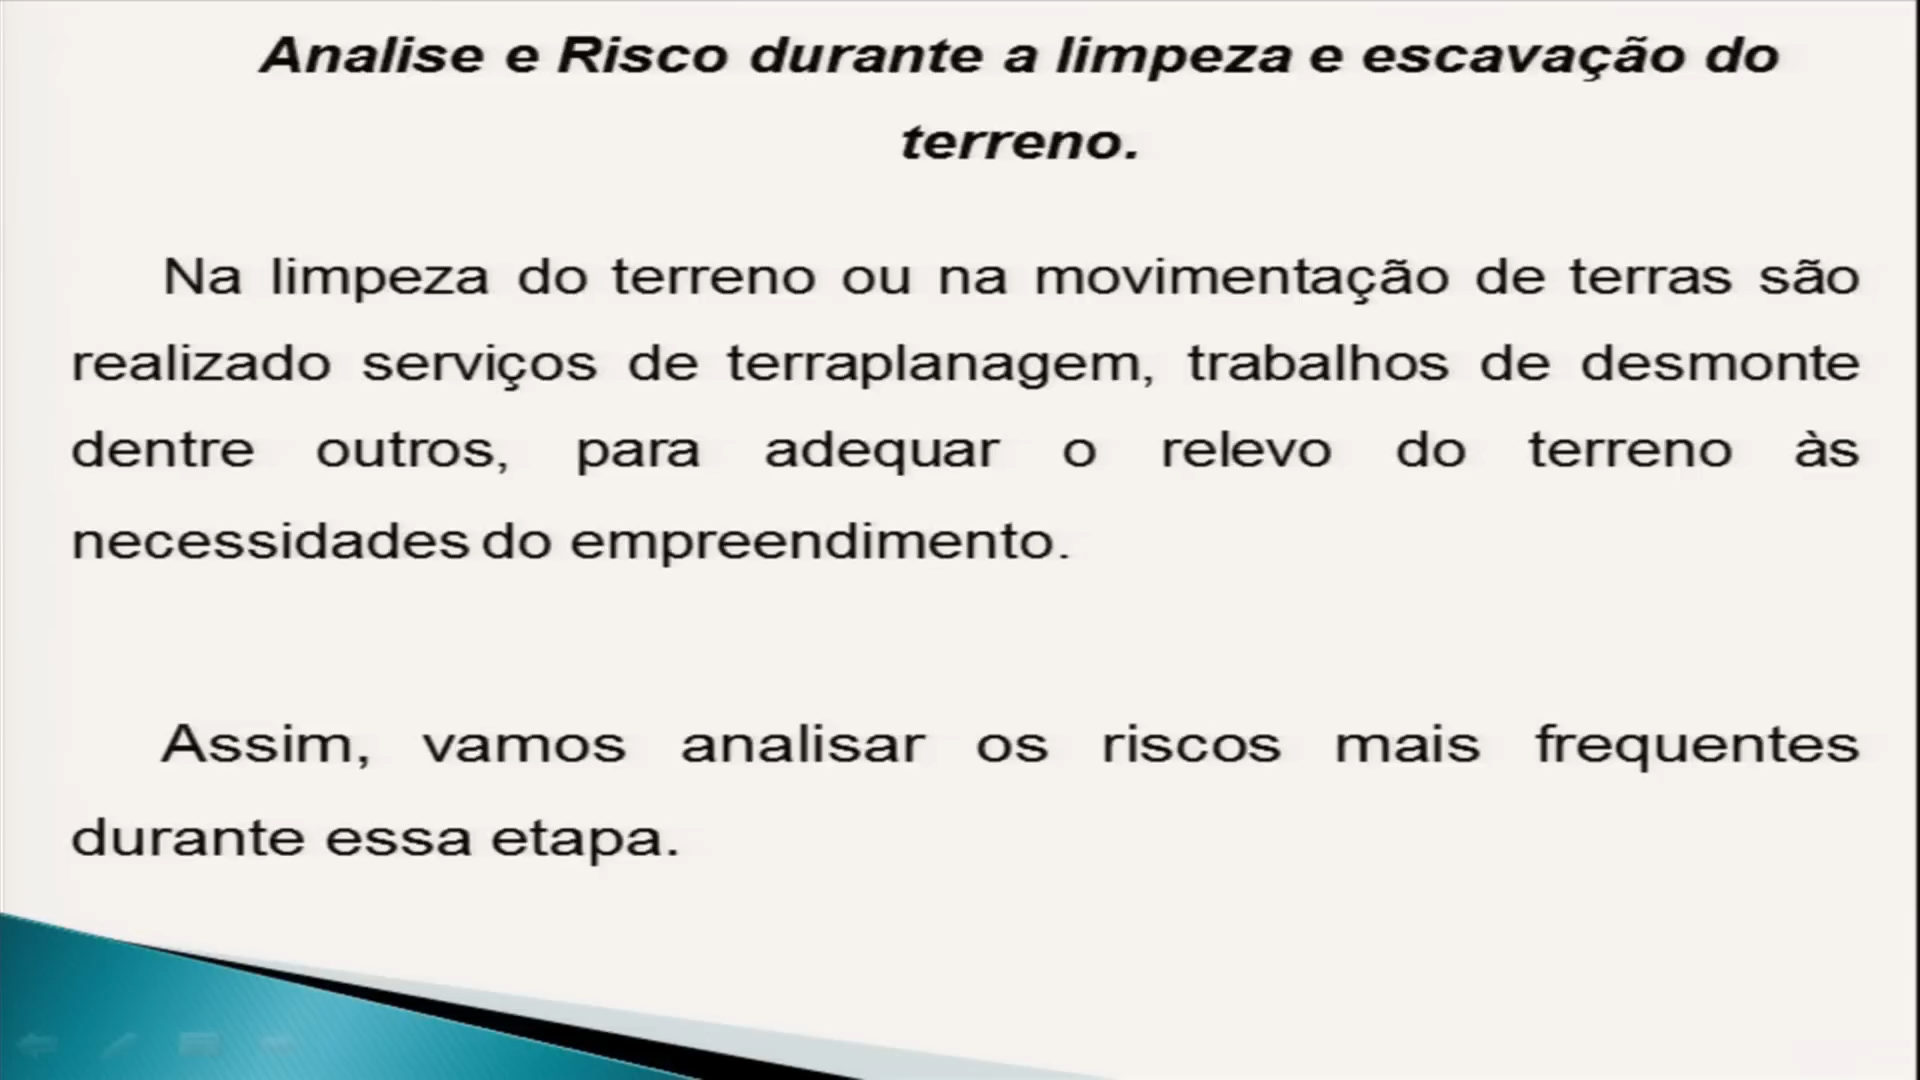 Analise e Risco durante a limpeza e escavação do
terreno.
Na limpeza do terreno ou na movimentação de terras são
realizado serviços de terraplanagem, trabalhos de desmonte
dentre outros, para adequar o relevo do terreno às
necessidades do empreendimento.
Assim, vamos analisar os riscos mais frequentes
durante essa etapa.